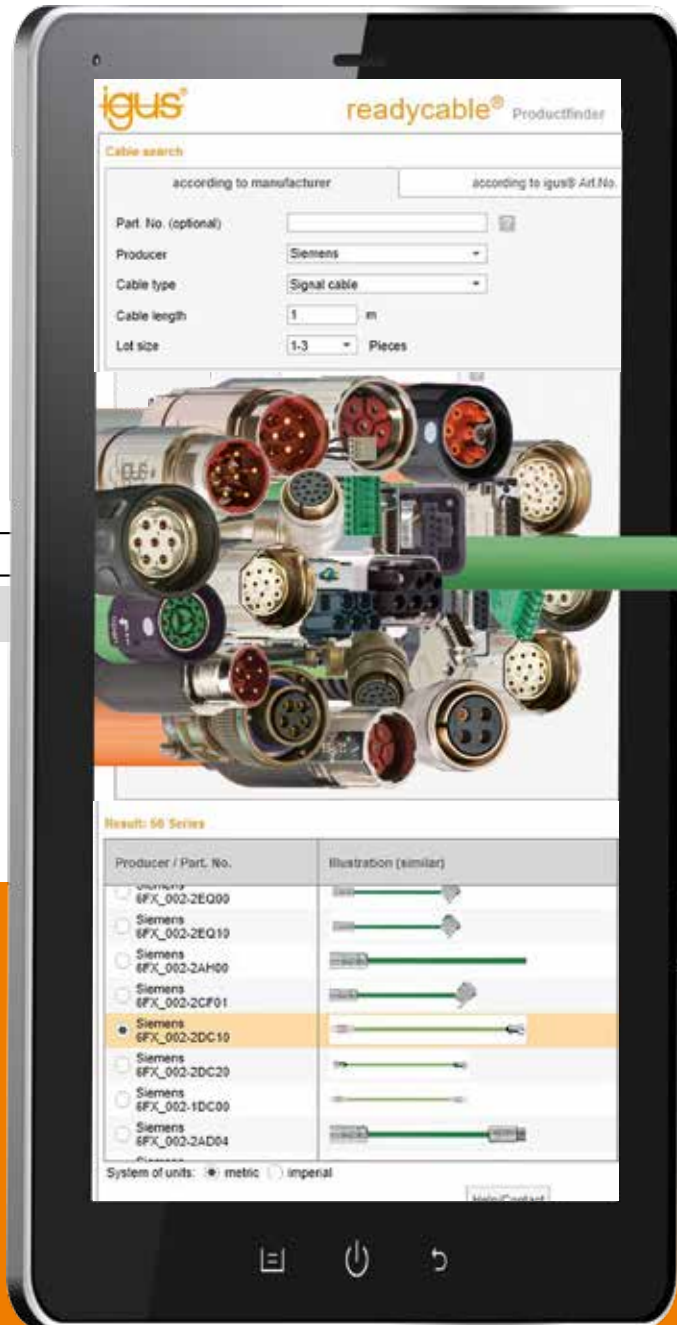 igus®
readycable® Productfinder
Cable search
according to manufacturer
according to igus® Art.No.
Part. No. (optional)
?
Producer Siemens
Cable type Signal cable
Cable length 1 m
Lot size 1-3 Pieces
igus
Result: 56 Series
Producer / Part. No. Illustration (similar)
Siemens
6FX_002-2EQ00
Siemens
6FX_002-2EQ10
Siemens
6FX_002-2AH00
Siemens
6FX_002-2CF01
Siemens
6FX_002-2DC10
Siemens
6FX_002-2DC20
Siemens
6FX_002-1DC00
Siemens
6FX_002-2AD04
Siemens
System of units: metric imperial
Help/Contact